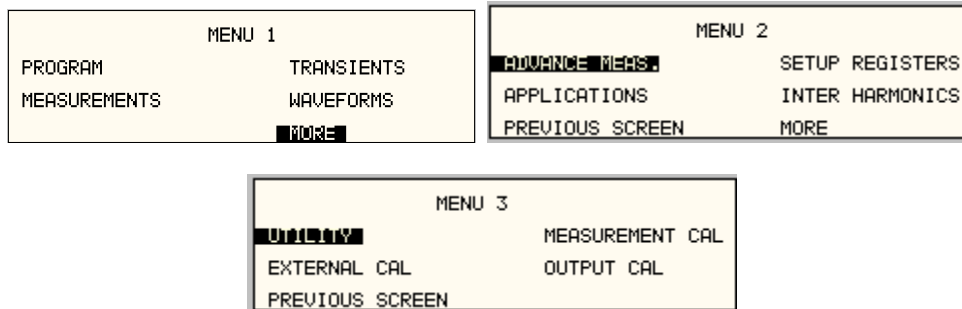 MENU 1
PROGRAM TRANSIENTS
MEASUREMENTS WAVEFORMS
MORE
MENU 2
ADVANCE MEAS. SETUP REGISTERS
APPLICATIONS INTER HARMONICS
PREVIOUS SCREEN MORE
MENU 3
UTILITY MEASUREMENT CAL
EXTERNAL CAL OUTPUT CAL
PREVIOUS SCREEN